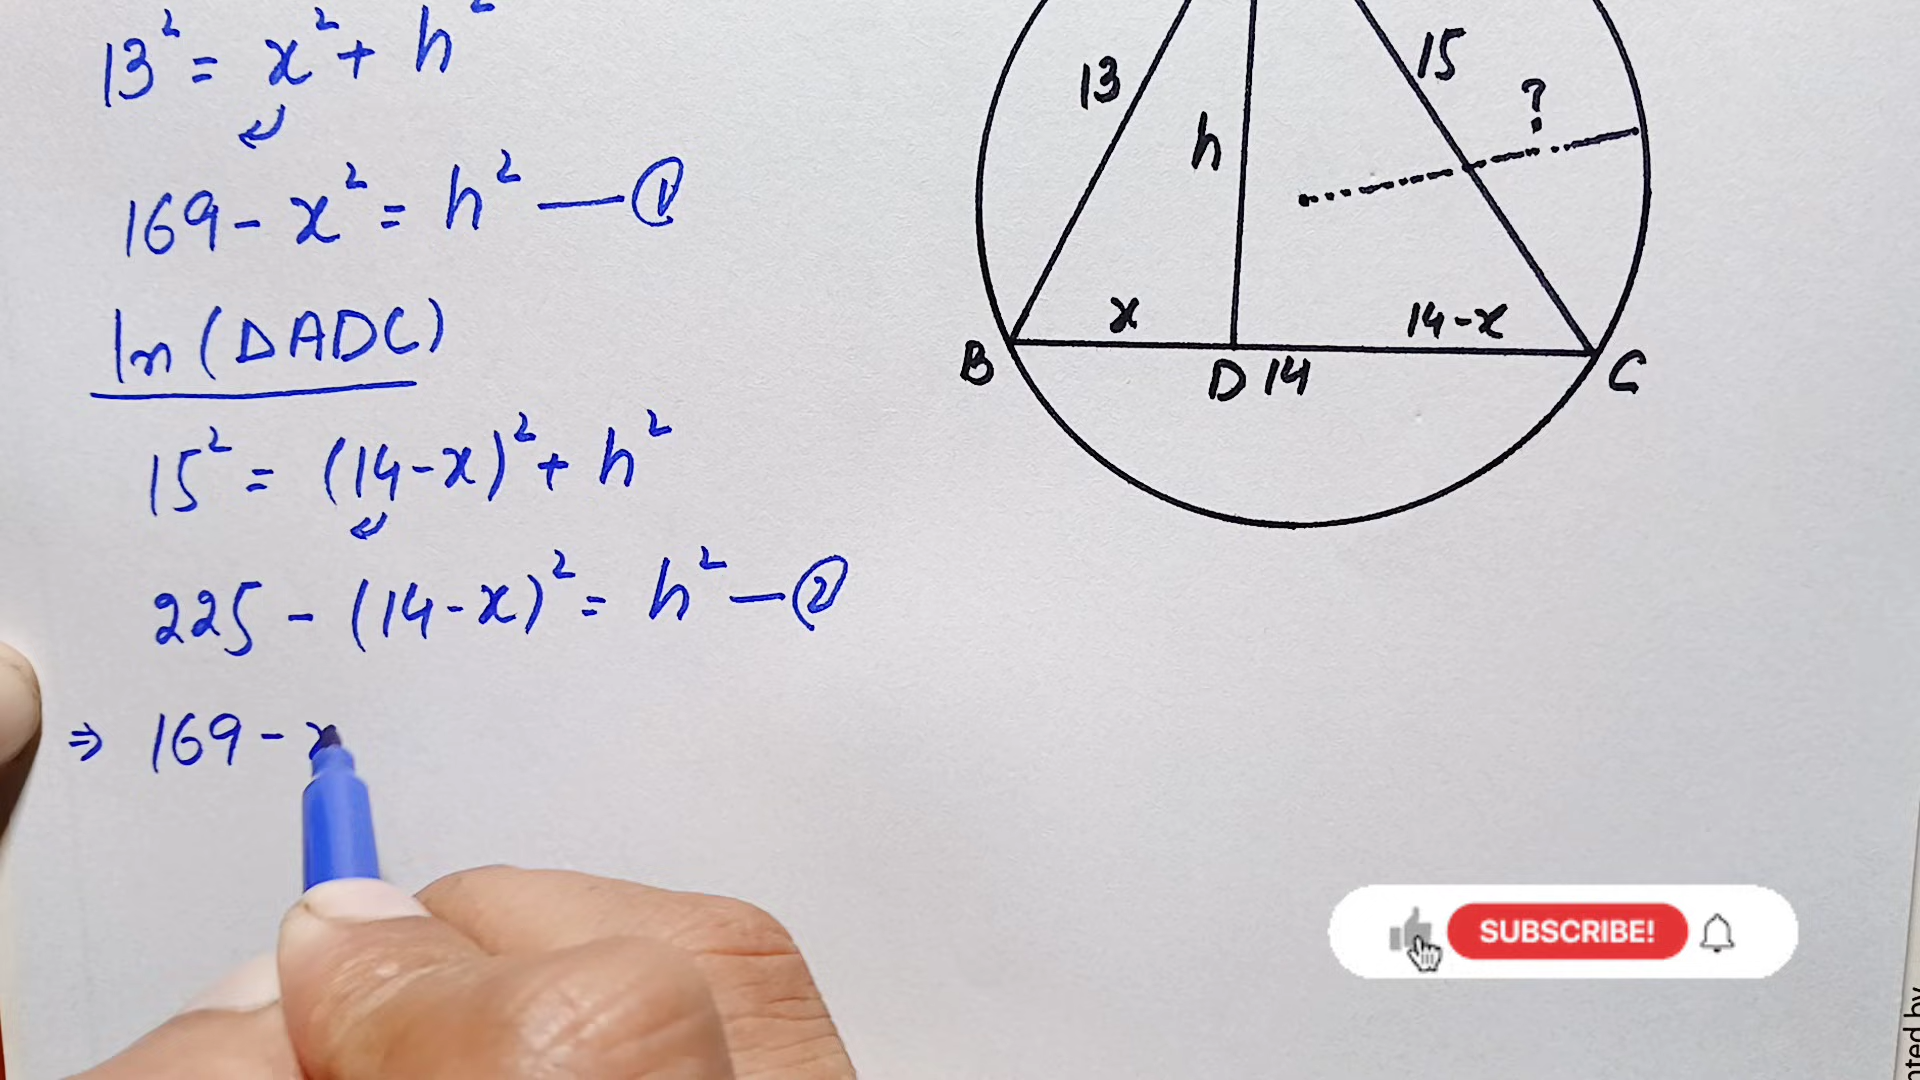 13² = x² + h²
169 - x² = h² — ①
In (ΔADC)
15² = (14-x)² + h²
225 - (14-x)² = h² — ②
⇒ 169 - x
13
15
?
h
x
14-x
B
D
14
C
SUBSCRIBE!